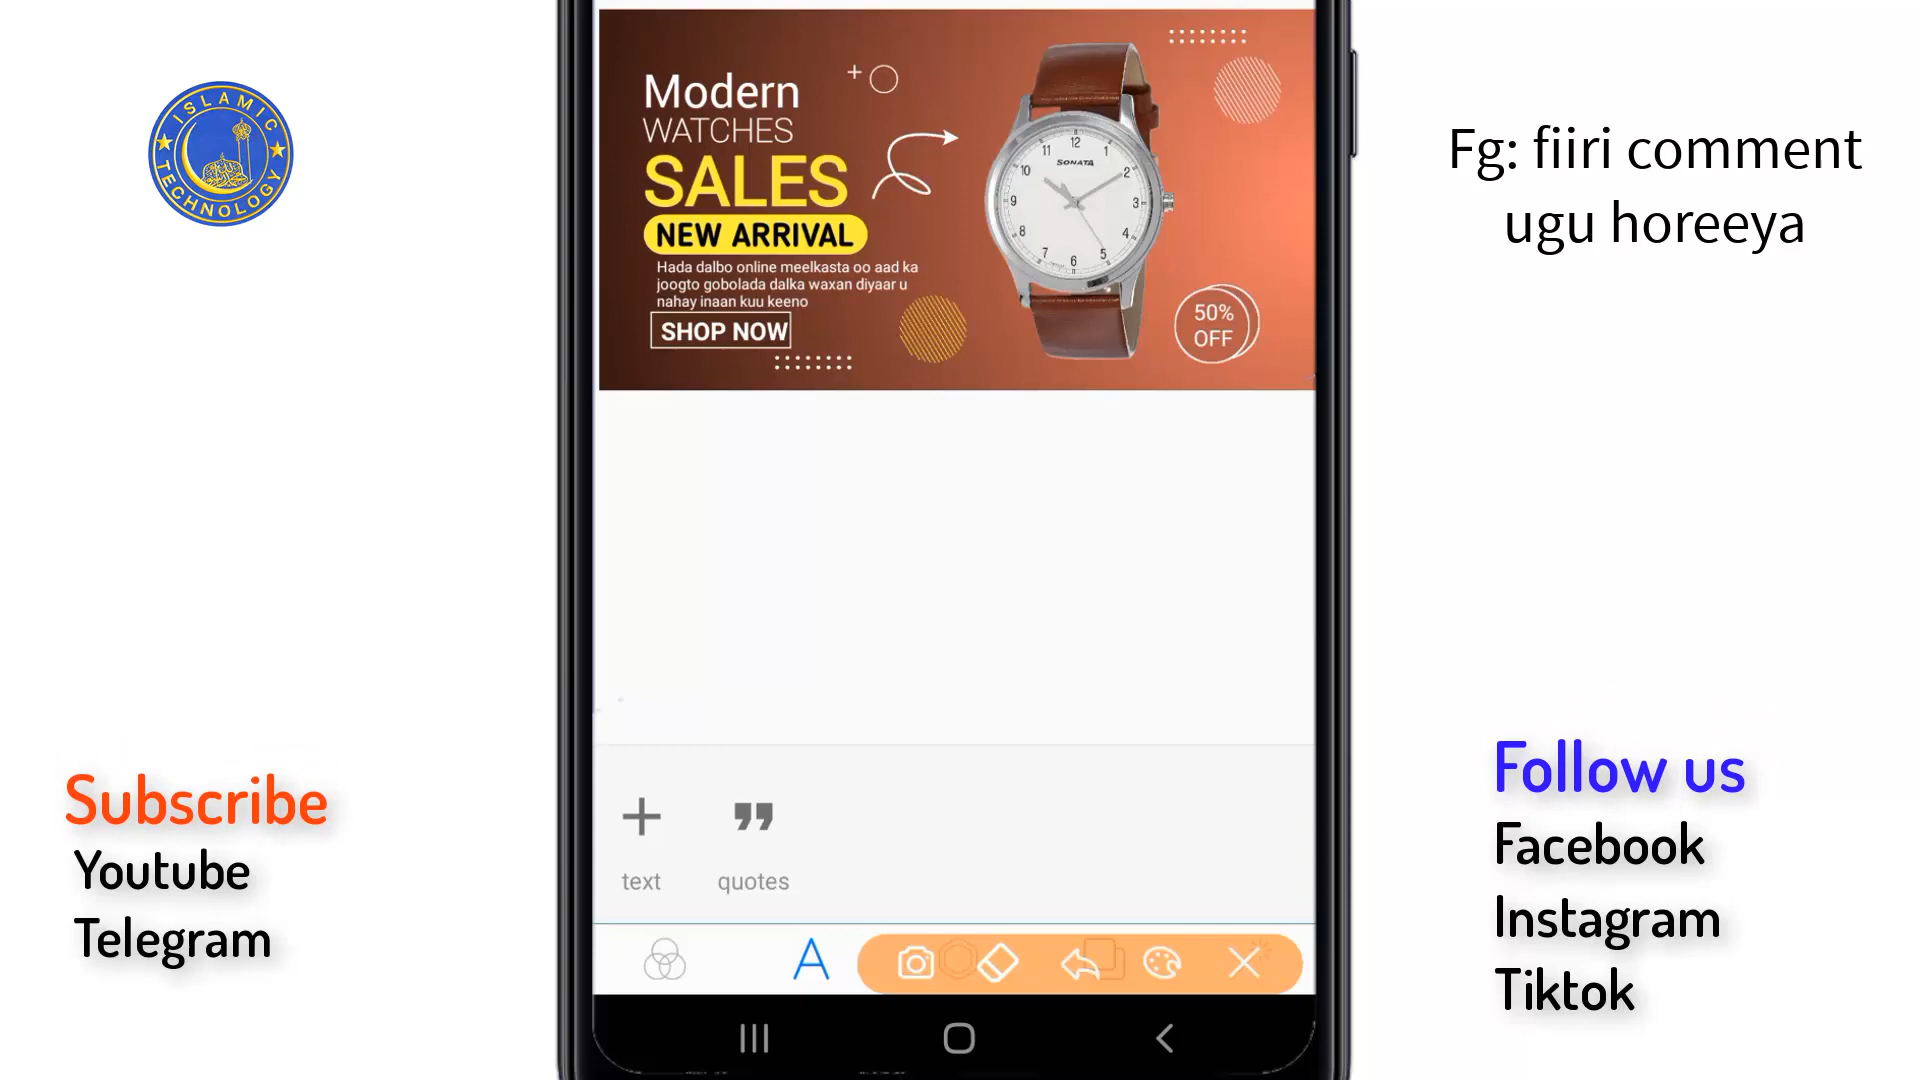 ISLAMIC
TECHNOLOGY
Modern
WATCHES
SALES
NEW ARRIVAL
Hada dalbo online meelkasta oo aad ka
joogto gobolada dalka waxan diyaar u
nahay inaan kuu keeno
SHOP NOW
SONATA
12
1
2
3
4
5
6
7
8
9
10
11
50%
OFF
Fg: fiiri comment
ugu horeeya
Subscribe
Youtube
Telegram
text
quotes
A
Follow us
Facebook
Instagram
Tiktok